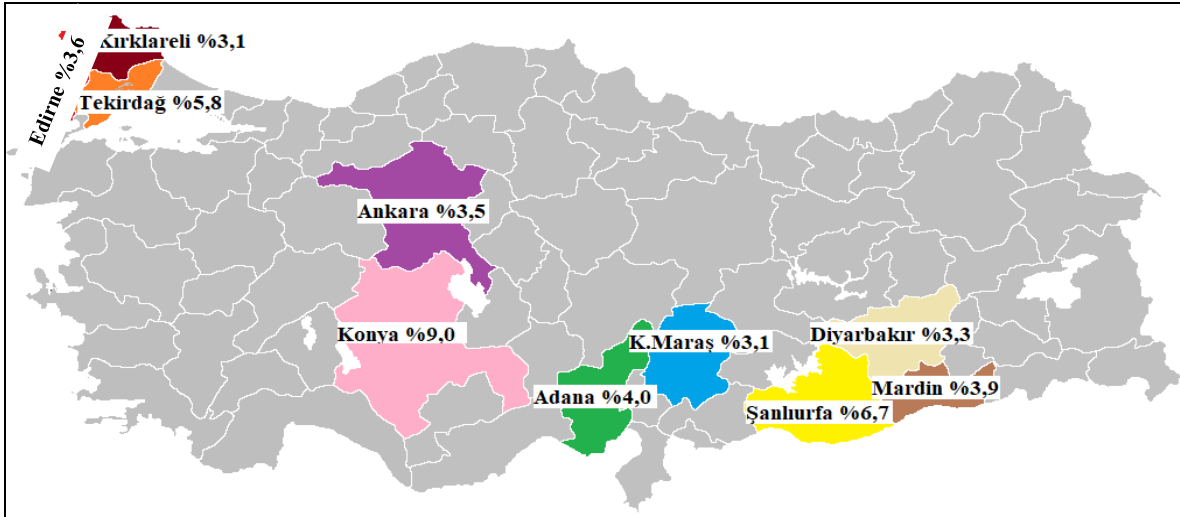 Kırklareli %3,1
Edirne %3,6
Tekirdağ %5,8
Ankara %3,5
Konya %9,0
K.Maraş %3,1
Diyarbakır %3,3
Adana %4,0
Mardin %3,9
Şanlıurfa %6,7